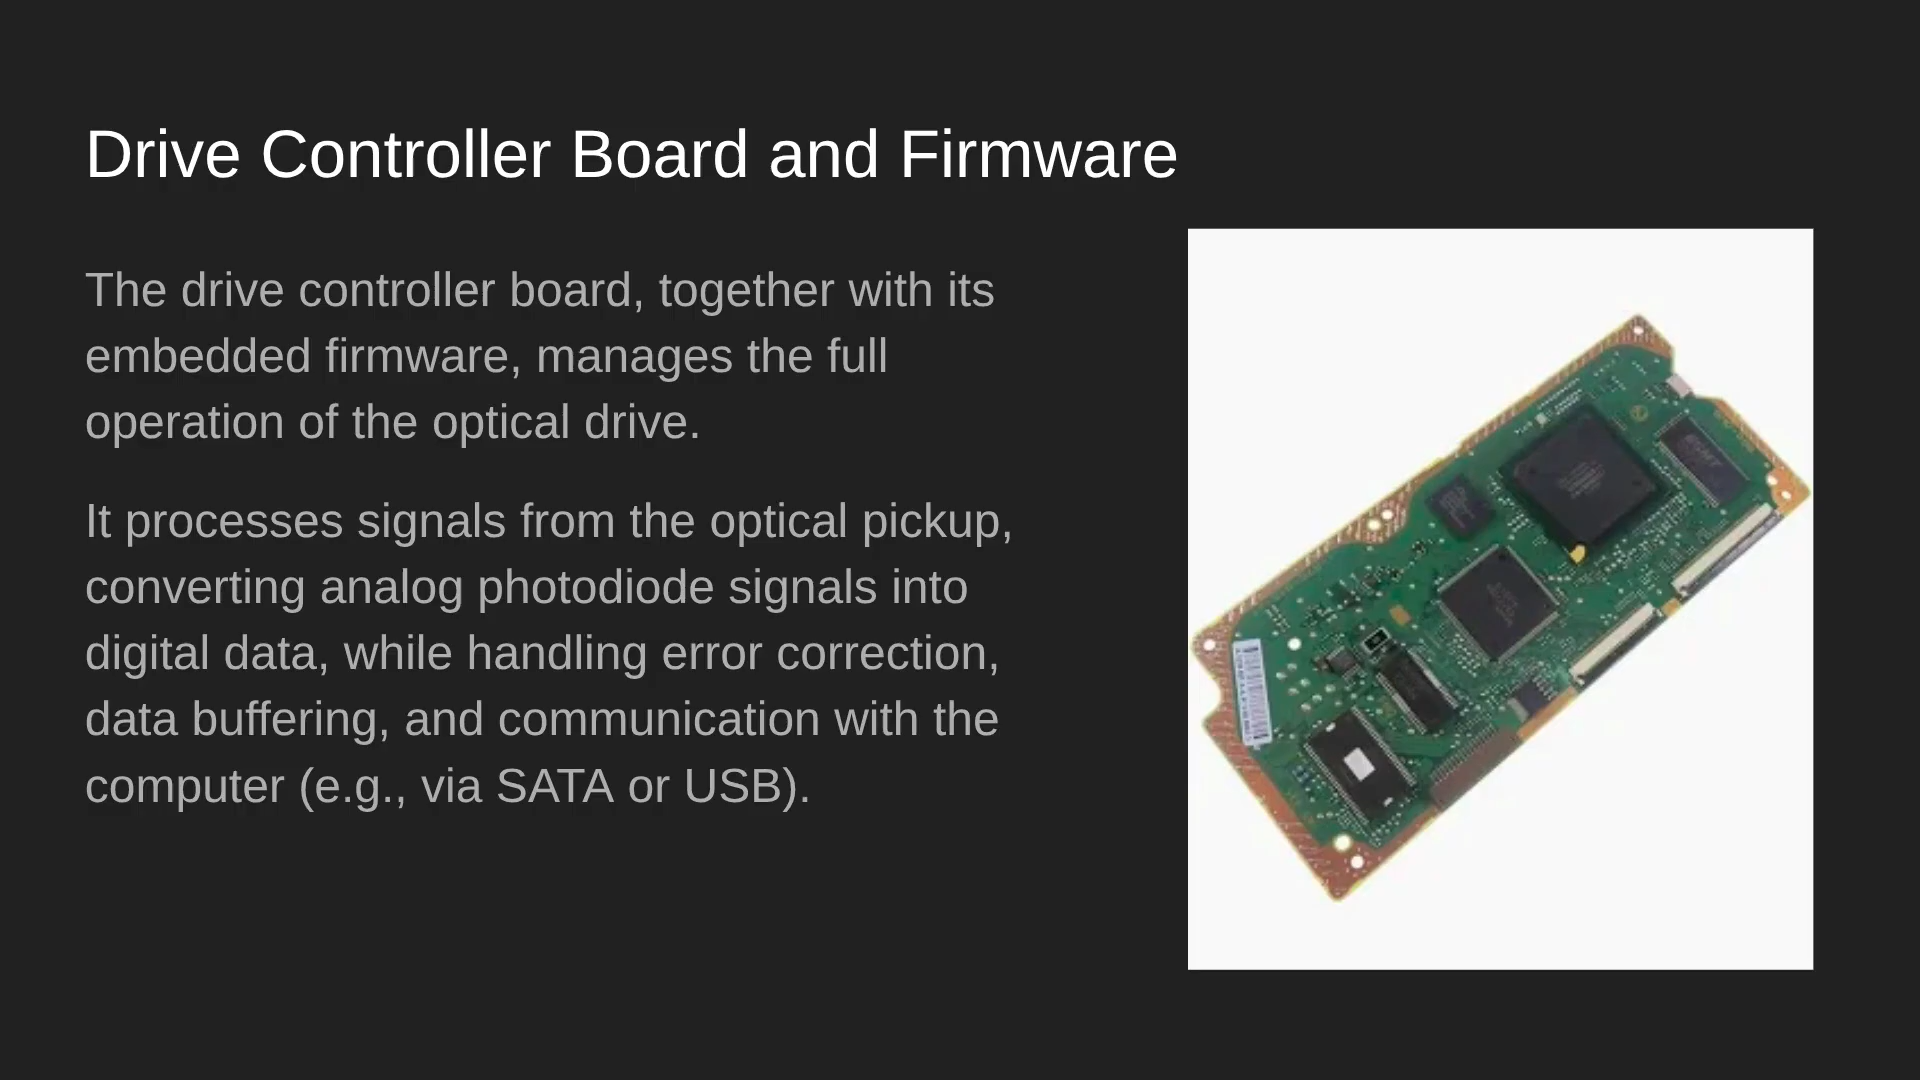 Drive Controller Board and Firmware
The drive controller board, together with its
embedded firmware, manages the full
operation of the optical drive.
It processes signals from the optical pickup,
converting analog photodiode signals into
digital data, while handling error correction,
data buffering, and communication with the
computer (e.g., via SATA or USB).